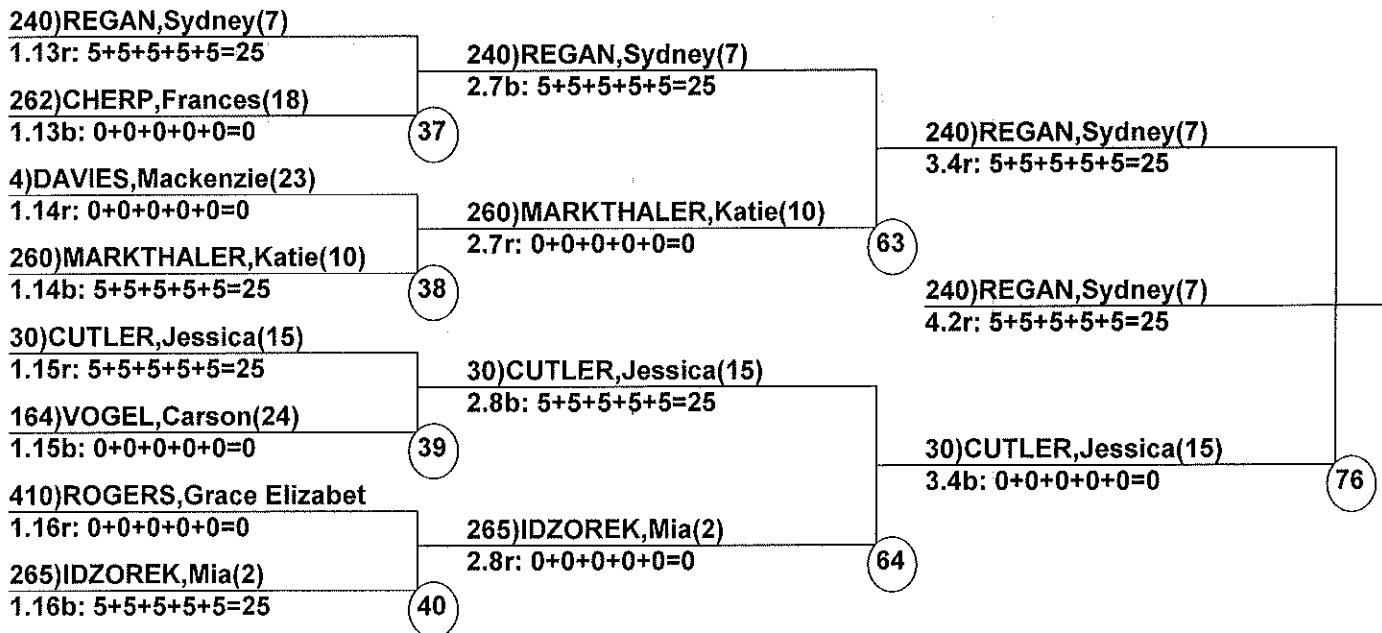 240)REGAN,Sydney(7)
1.13r: 5+5+5+5+5=25
262)CHERP,Frances(18)
1.13b: 0+0+0+0+0=0
37
4)DAVIES,Mackenzie(23)
1.14r: 0+0+0+0+0=0
260)MARKTHALER,Katie(10)
1.14b: 5+5+5+5+5=25
38
30)CUTLER,Jessica(15)
1.15r: 5+5+5+5+5=25
164)VOGEL,Carson(24)
1.15b: 0+0+0+0+0=0
39
410)ROGERS,Grace Elizabet
1.16r: 0+0+0+0+0=0
265)IDZOREK,Mia(2)
1.16b: 5+5+5+5+5=25
40
240)REGAN,Sydney(7)
2.7b: 5+5+5+5+5=25
260)MARKTHALER,Katie(10)
2.7r: 0+0+0+0+0=0
63
30)CUTLER,Jessica(15)
2.8b: 5+5+5+5+5=25
265)IDZOREK,Mia(2)
2.8r: 0+0+0+0+0=0
64
240)REGAN,Sydney(7)
3.4r: 5+5+5+5+5=25
240)REGAN,Sydney(7)
4.2r: 5+5+5+5+5=25
30)CUTLER,Jessica(15)
3.4b: 0+0+0+0+0=0
76